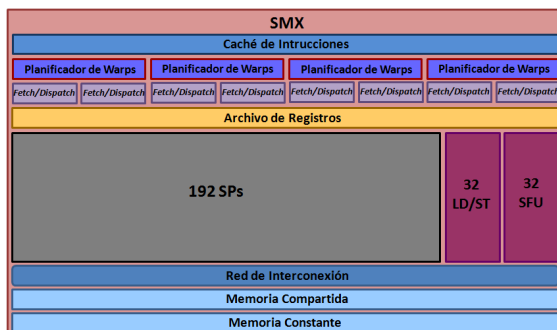 SMX
Caché de Intrucciones
Planificador de Warps Planificador de Warps Planificador de Warps Planificador de Warps
Fetch/Dispatch Fetch/Dispatch Fetch/Dispatch Fetch/Dispatch Fetch/Dispatch Fetch/Dispatch Fetch/Dispatch Fetch/Dispatch
Archivo de Registros
192 SPs
32
LD/ST
32
SFU
Red de Interconexión
Memoria Compartida
Memoria Constante